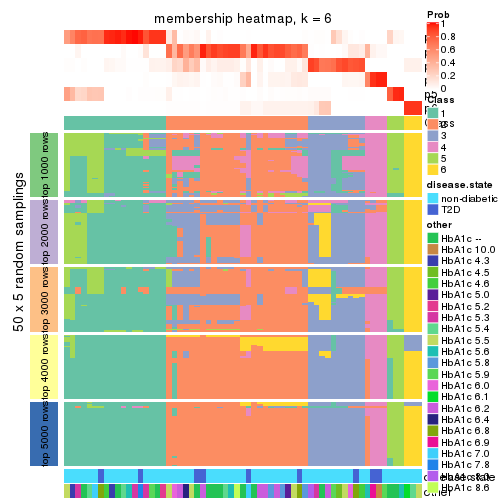 membership heatmap, k = 6
Prob
1
0.8
0.6
0.4
0.2
0
Class
1
2
3
4
5
6
disease.state
non-diabetic
T2D
other
HbA1c --
HbA1c 10.0
HbA1c 4.3
HbA1c 4.5
HbA1c 4.6
HbA1c 5.0
HbA1c 5.2
HbA1c 5.3
HbA1c 5.4
HbA1c 5.5
HbA1c 5.6
HbA1c 5.8
HbA1c 5.9
HbA1c 6.0
HbA1c 6.1
HbA1c 6.2
HbA1c 6.4
HbA1c 6.8
HbA1c 6.9
HbA1c 7.0
HbA1c 7.8
HbA1c 8.6
disease.state
other
50 x 5 random samplings
top 1000 rows
top 2000 rows
top 3000 rows
top 4000 rows
top 5000 rows